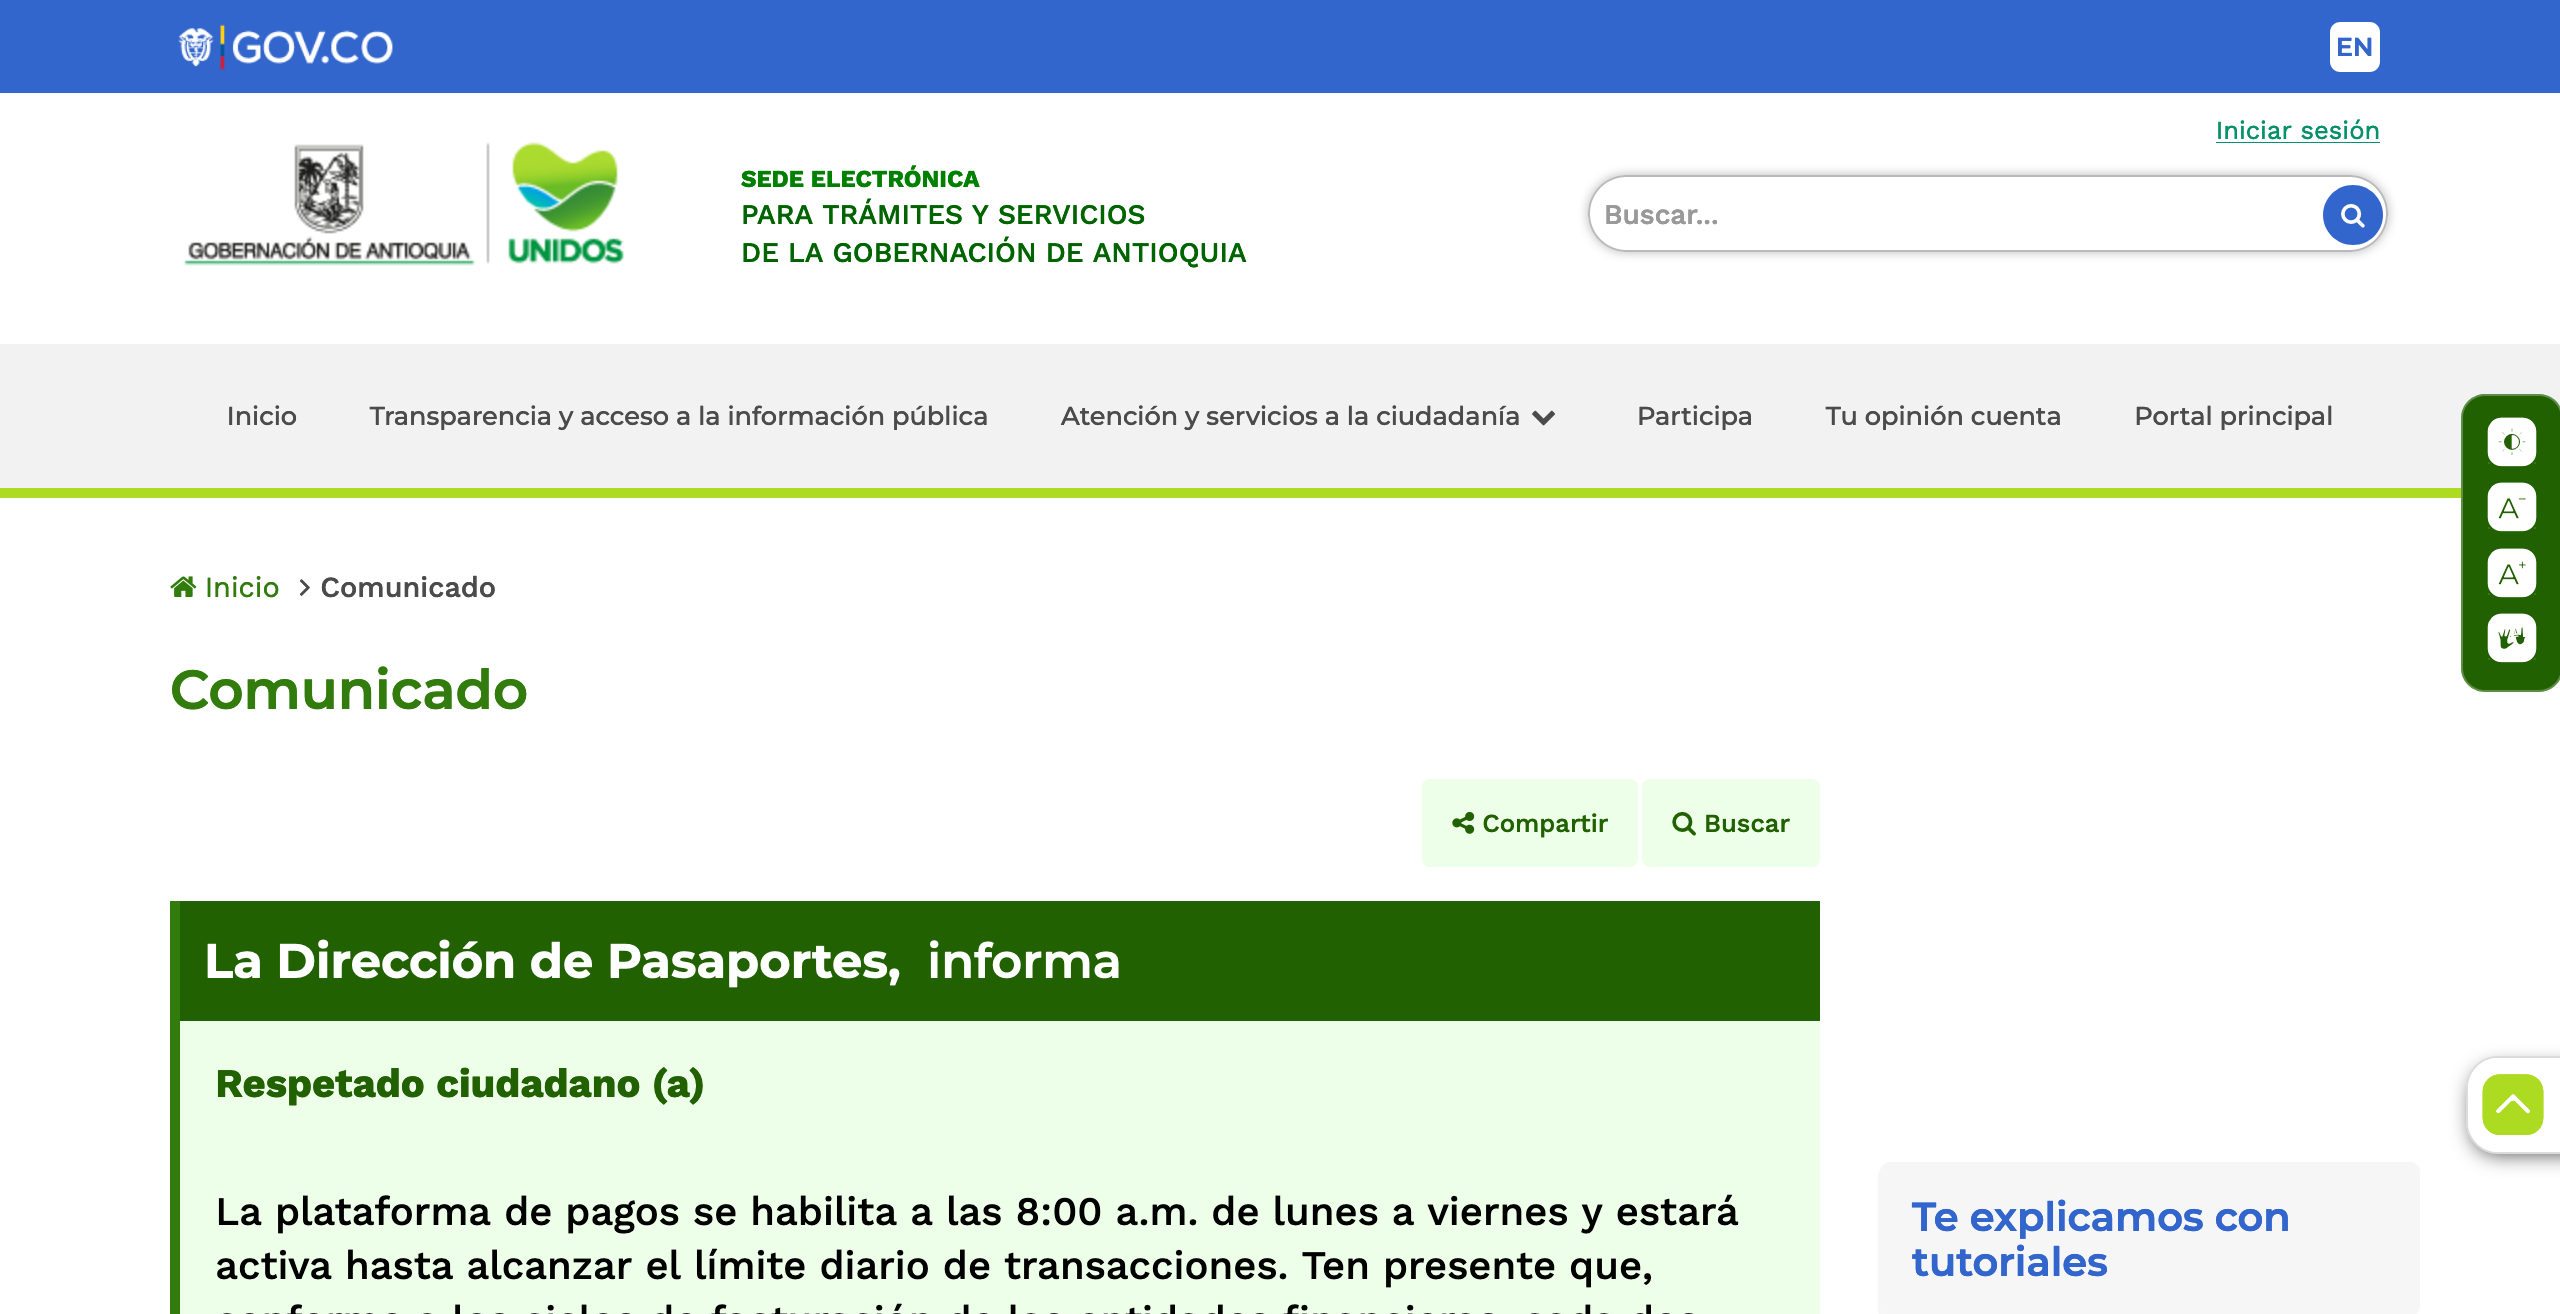 GOV.CO
EN
Iniciar sesión
GOBERNACIÓN DE ANTIOQUIA
UNIDOS
SEDE ELECTRÓNICA
PARA TRÁMITES Y SERVICIOS
DE LA GOBERNACIÓN DE ANTIOQUIA
Buscar...
Inicio Transparencia y acceso a la información pública Atención y servicios a la ciudadanía Participa Tu opinión cuenta Portal principal
A-
A+
Inicio > Comunicado
Comunicado
Compartir Buscar
La Dirección de Pasaportes, informa
Respetado ciudadano (a)
La plataforma de pagos se habilita a las 8:00 a.m. de lunes a viernes y estará
activa hasta alcanzar el límite diario de transacciones. Ten presente que,
Te explicamos con
tutoriales